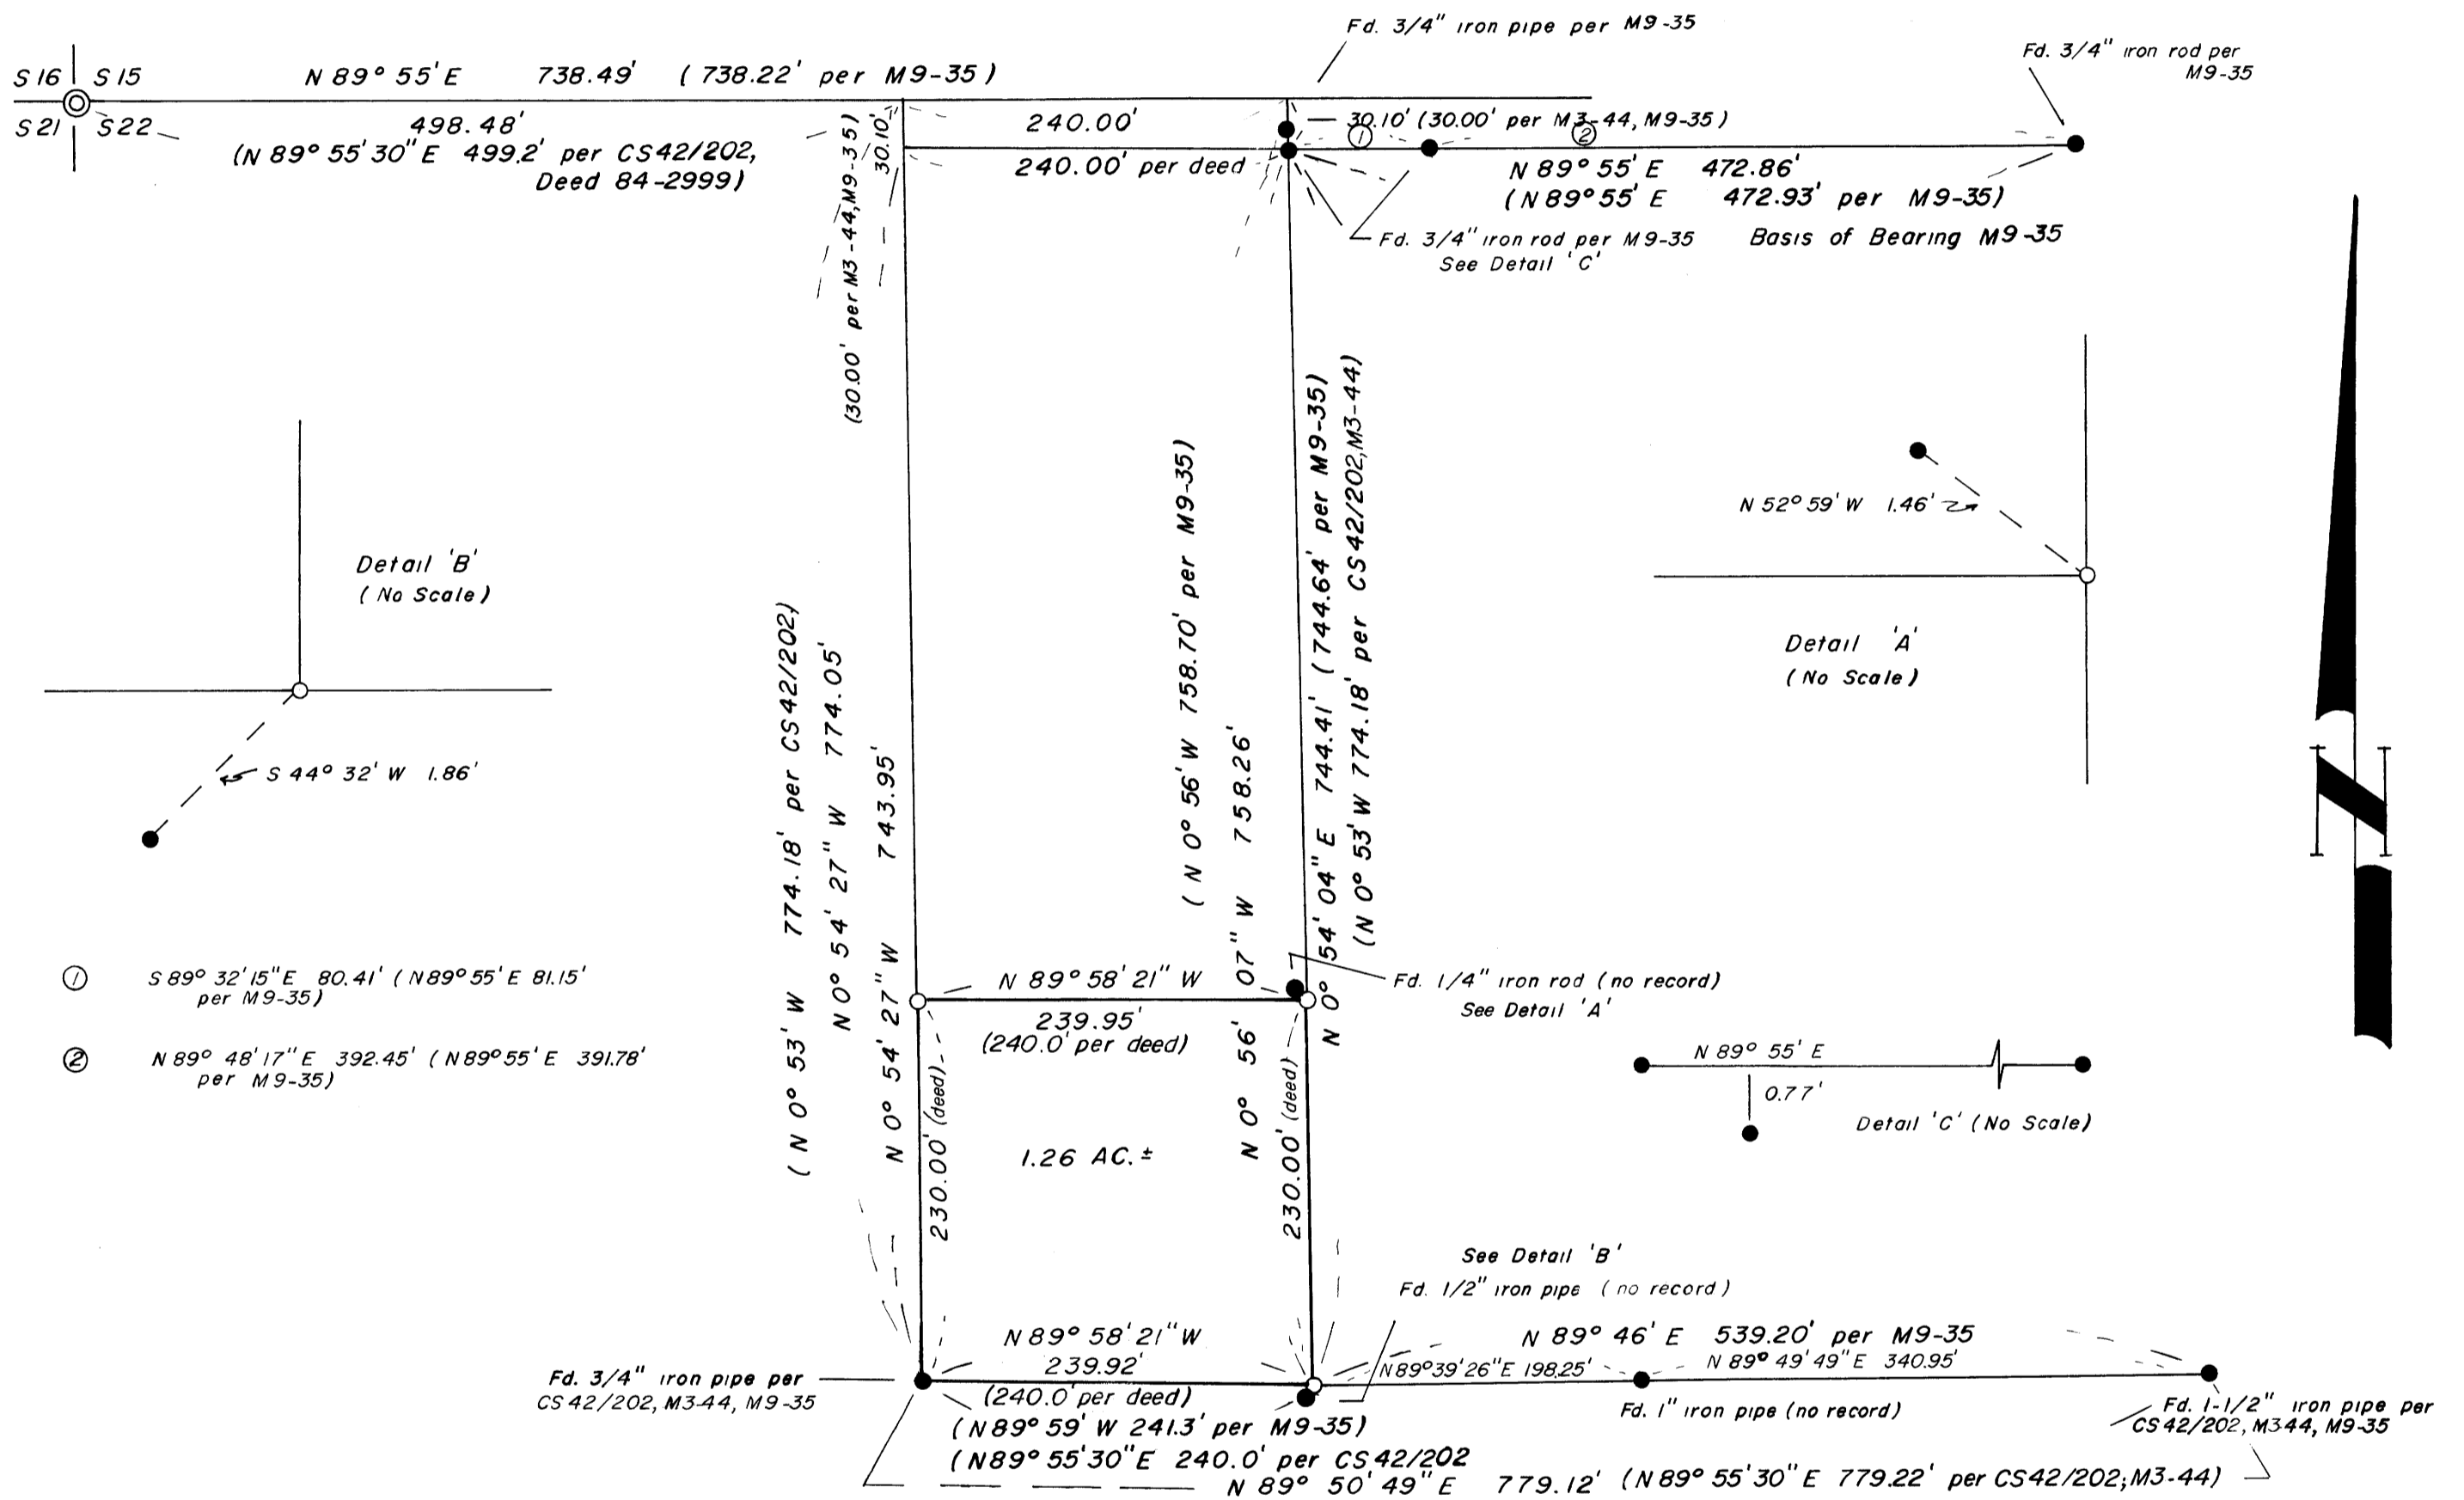 Fd. 3/4" iron pipe per M9-35
Fd. 3/4" iron rod per
M9-35
S16 S15
N 89° 55' E 738.49' ( 738.22' per M9-35 )
S21 S22
498.48'
(N 89° 55' 30" E 499.2' per CS42/202,
Deed 84-2999)
(30.00' per M3-44, M9-35)
30.10'
240.00'
240.00' per deed
30.10' (30.00' per M3-44, M9-35)
1
2
N 89° 55' E 472.86'
(N 89° 55' E 472.93' per M9-35)
Fd. 3/4" iron rod per M9-35
See Detail 'C'
Basis of Bearing M9-35
Detail 'B'
( No Scale )
S 44° 32' W 1.86'
N 52° 59' W 1.46'
Detail 'A'
( No Scale )
N
( N 0° 53' W 774.18' per CS42/202)
N 0° 54' 27" W 774.05'
N 0° 54' 27" W 743.95'
( N 0° 56' W 758.70' per M9-35)
N 0° 56' 07" W 758.26'
N 0° 54' 04" E 744.41' (744.64' per M9-35)
(N 0° 53' W 774.18' per CS42/202, M3-44)
1 S 89° 32' 15" E 80.41' ( N 89° 55' E 81.15'
per M9-35)
2 N 89° 48' 17" E 392.45' ( N 89° 55' E 391.78'
per M9-35)
N 89° 58' 21" W
239.95'
(240.0' per deed)
Fd. 1/4" iron rod (no record)
See Detail 'A'
N 89° 55' E
0.77'
Detail 'C' (No Scale)
230.00' (deed)
1.26 AC. ±
230.00' (deed)
See Detail 'B'
Fd. 1/2" iron pipe ( no record )
N 89° 58' 21" W
239.92'
(240.0' per deed)
(N 89° 59' W 241.3' per M9-35)
(N 89° 55' 30" E 240.0' per CS42/202
N 89° 46' E 539.20' per M9-35
N 89° 39' 26" E 198.25'
N 89° 49' 49" E 340.95'
Fd. 3/4" iron pipe per
CS 42/202, M3-44, M9-35
Fd. 1" iron pipe (no record)
Fd. 1-1/2" iron pipe per
CS 42/202, M3-44, M9-35
N 89° 50' 49" E 779.12' (N 89° 55' 30" E 779.22' per CS42/202; M3-44)